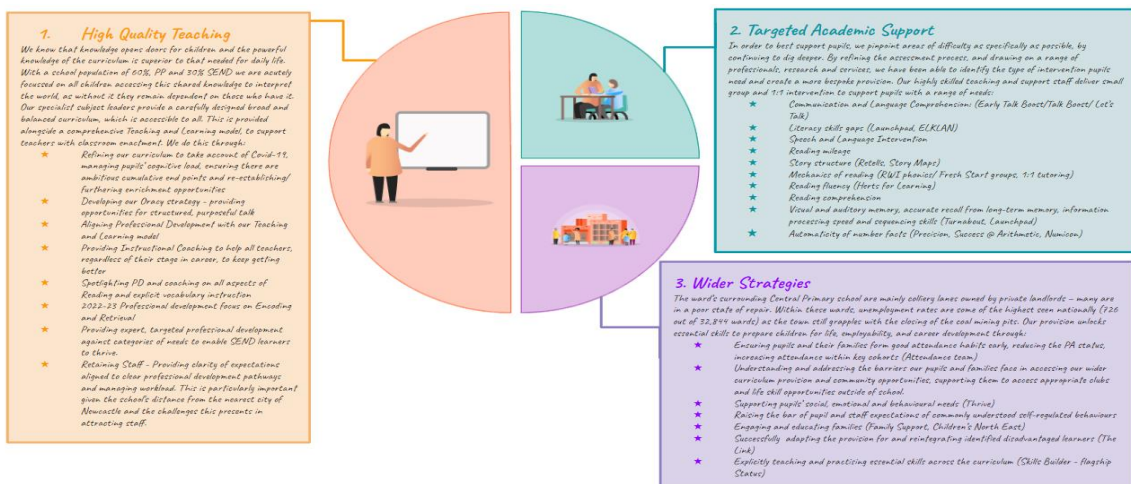 1. High Quality Teaching
We know that knowledge opens doors for children and the powerful
knowledge of the curriculum is superior to that needed for daily life.
With a school population of 60%, PP and 30% SEND we are acutely
focussed on all children accessing this shared knowledge to interpret
the world, as without it they remain dependent on those who have it.
Our specialist subject leaders provide a carefully designed broad and
balanced curriculum, which is accessible to all. This is provided
alongside a comprehensive Teaching and Learning model, to support
teachers with classroom enactment. We do this through:
★ Refining our curriculum to take account of Covid-19,
managing pupils' cognitive load, ensuring there are
ambitious cumulative end points and re-establishing/
furthering enrichment opportunities
★ Developing our Oracy strategy - providing
opportunities for structured, purposeful talk
★ Aligning Professional Development with our Teaching
and Learning model
★ Providing Instructional Coaching to help all teachers,
regardless of their stage in career, to keep getting
better
★ Spotlighting PD and coaching on all aspects of
Reading and explicit vocabulary instruction
★ 2022-23 Professional development focus on Encoding
and Retrieval
★ Providing expert, targeted professional development
against categories of needs to enable SEND learners
to thrive.
★ Retaining Staff - Providing clarity of expectations
aligned to clear professional development pathways
and managing workload. This is particularly important
given the school's distance from the nearest city of
Newcastle and the challenges this presents in
attracting staff.
2. Targeted Academic Support
In order to best support pupils, we pinpoint areas of difficulty as specifically as possible, by
continuing to dig deeper. By refining the assessment process, and drawing on a range of
professionals, research and services, we have been able to identify the type of intervention pupils
need and create a more bespoke provision. Our highly skilled teaching and support staff deliver small
group and 1:1 intervention to support pupils with a range of needs:
★ Communication and Language Comprehension: (Early Talk Boost/Talk Boost/ Let's
Talk)
★ Literacy skills gaps (Launchpad, ELKLAN)
★ Speech and Language Intervention
★ Reading mileage
★ Story structure (Retells, Story Maps)
★ Mechanics of reading (RWI phonics/ Fresh Start groups, 1:1 tutoring)
★ Reading fluency (Herts for Learning)
★ Reading comprehension
★ Visual and auditory memory, accurate recall from long-term memory, information
processing speed and sequencing skills (Turnabout, Launchpad)
★ Automaticity of number facts (Precision, Success @ Arithmetic, Numicon)
3. Wider Strategies
The ward's surrounding Central Primary school are mainly colliery lanes owned by private landlords – many are
in a poor state of repair. Within these wards, unemployment rates are some of the highest seen nationally (726
out of 32,844 wards) as the town still grapples with the closing of the coal mining pits. Our provision unlocks
essential skills to prepare children for life, employability, and career development through:
★ Ensuring pupils and their families form good attendance habits early, reducing the PA status,
increasing attendance within key cohorts (Attendance team)
★ Understanding and addressing the barriers our pupils and families face in accessing our wider
curriculum provision and community opportunities, supporting them to access appropriate clubs
and life skill opportunities outside of school.
★ Supporting pupils' social, emotional and behavioural needs (Thrive)
★ Raising the bar of pupil and staff expectations of commonly understood self-regulated behaviours
★ Engaging and educating families (Family Support, Children's North East)
★ Successfully adapting the provision for and reintegrating identified disadvantaged learners (The
Link)
★ Explicitly teaching and practising essential skills across the curriculum (Skills Builder - flagship
Status)